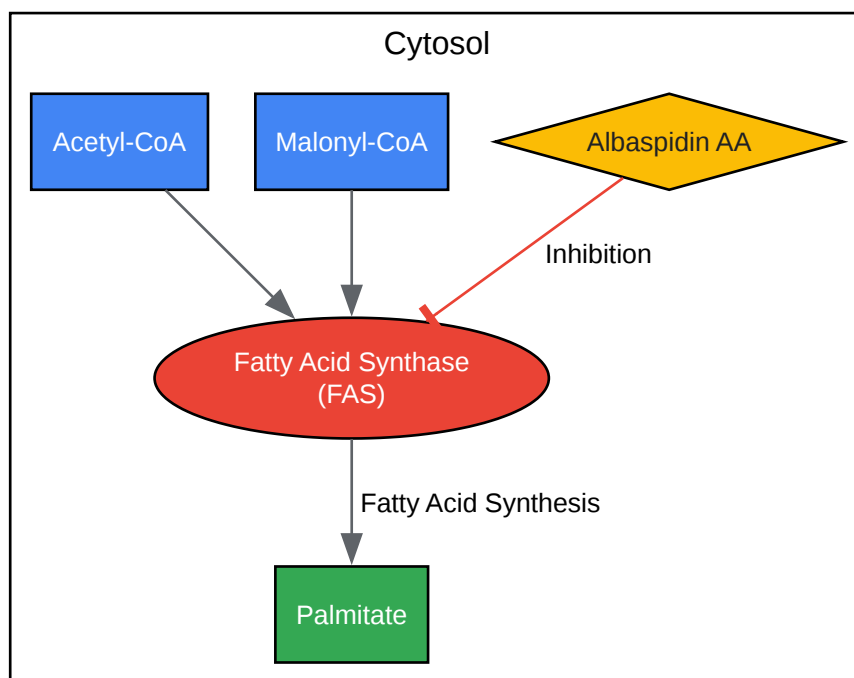 Cytosol
Acetyl-CoA
Malonyl-CoA
Albaspidin AA
Inhibition
Fatty Acid Synthase
(FAS)
Fatty Acid Synthesis
Palmitate